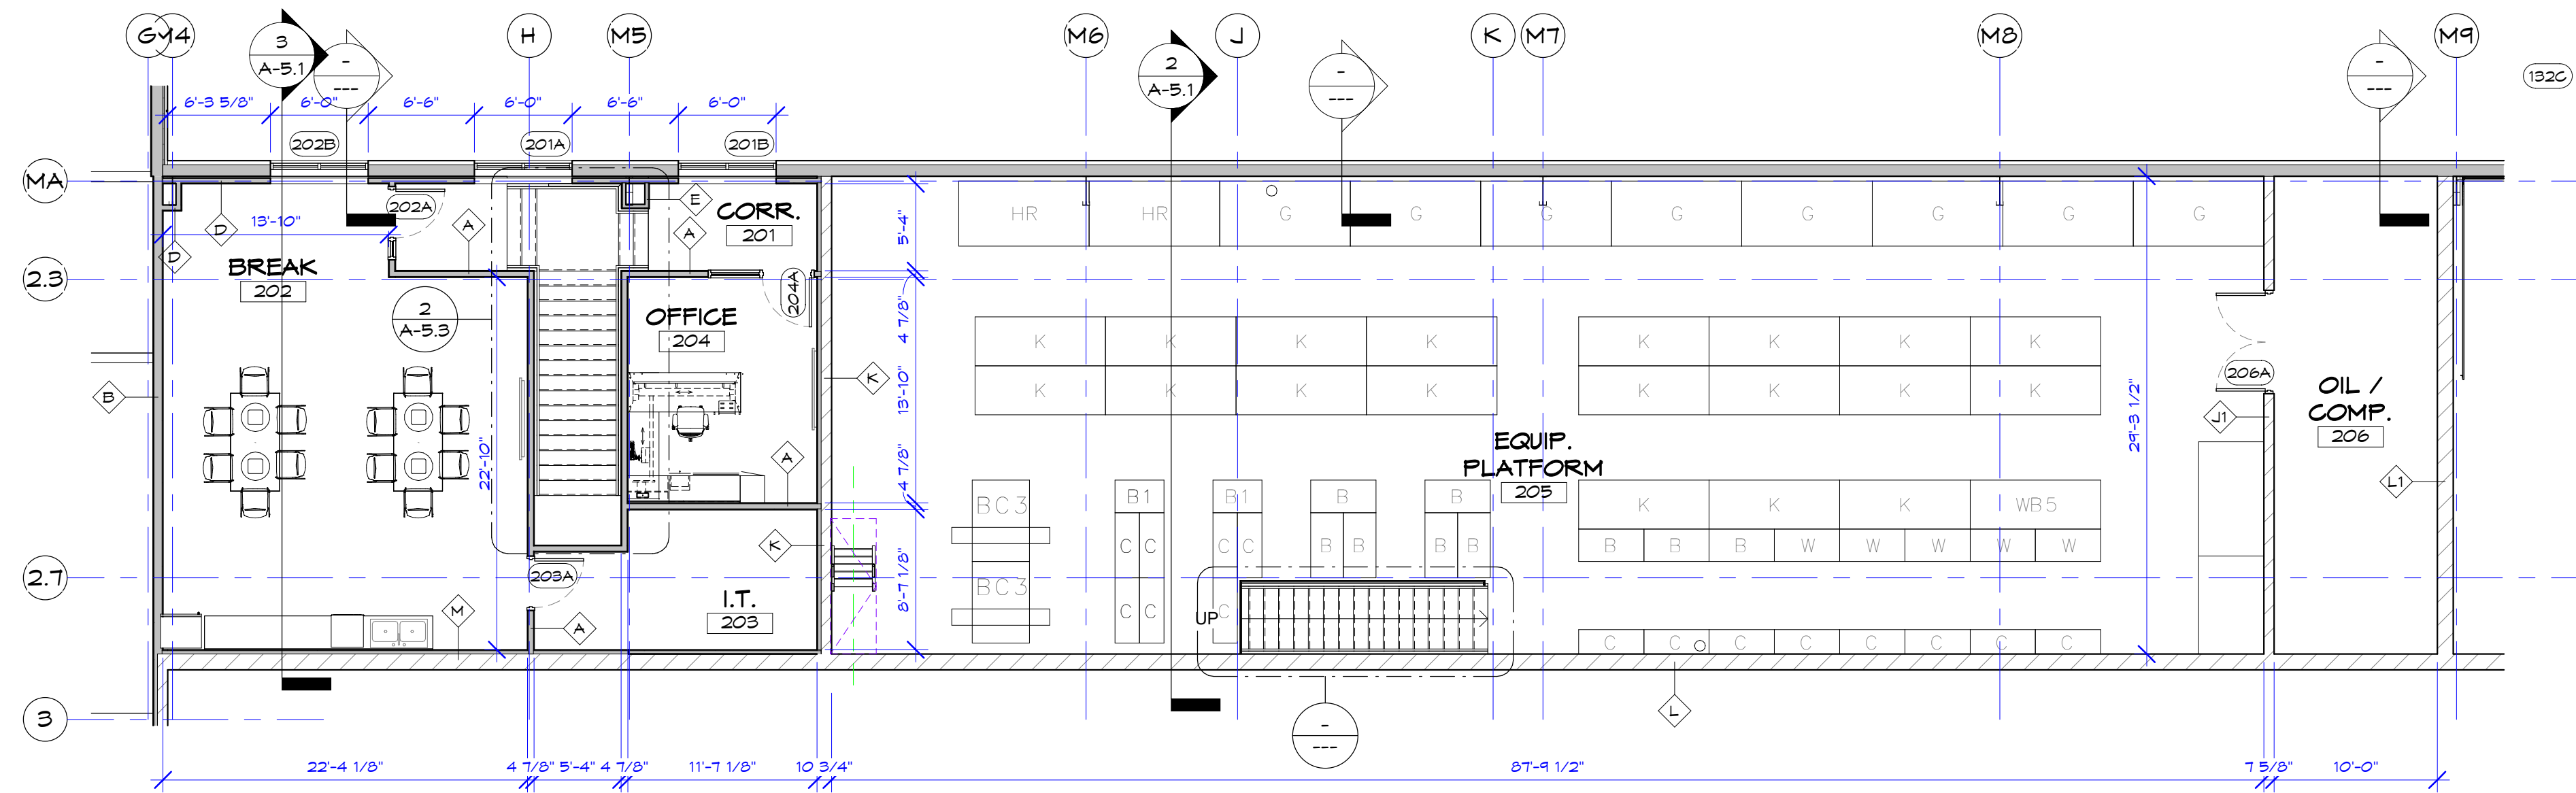 G M4 3 - H M5 M6 2 J - K M7 M8 - M9
A-5.1 --- A-5.1 --- --- 132C
6'-3 5/8" 6'-0" 6'-6" 6'-0" 6'-6" 6'-0"
202B 201A 201B
MA
202A E CORR. HR HR G G G G G G G G
D 13'-10" A A 201 5'-4"
D
BREAK
2.3 202 204A
2 OFFICE 4 7/8"
A-5.3 204 K K K K K K K K
206A
K OIL /
B 13'-10" K K K K K K K K COMP.
29'-3 1/2" J1 206
EQUIP.
22'-10" A 4 7/8" PLATFORM
L1
205
BC3 B1 B1 B B K K K WB5
K C C C C B B B B B B B W W W W W
2.7 203A
BC3
M I.T. 8'-7 1/8" C C C
A 203 UP
C C C C C C C C
3 L
-
---
22'-4 1/8" 4 7/8" 5'-4" 4 7/8" 11'-7 1/8" 10 3/4" 87'-9 1/2" 7 5/8" 10'-0"